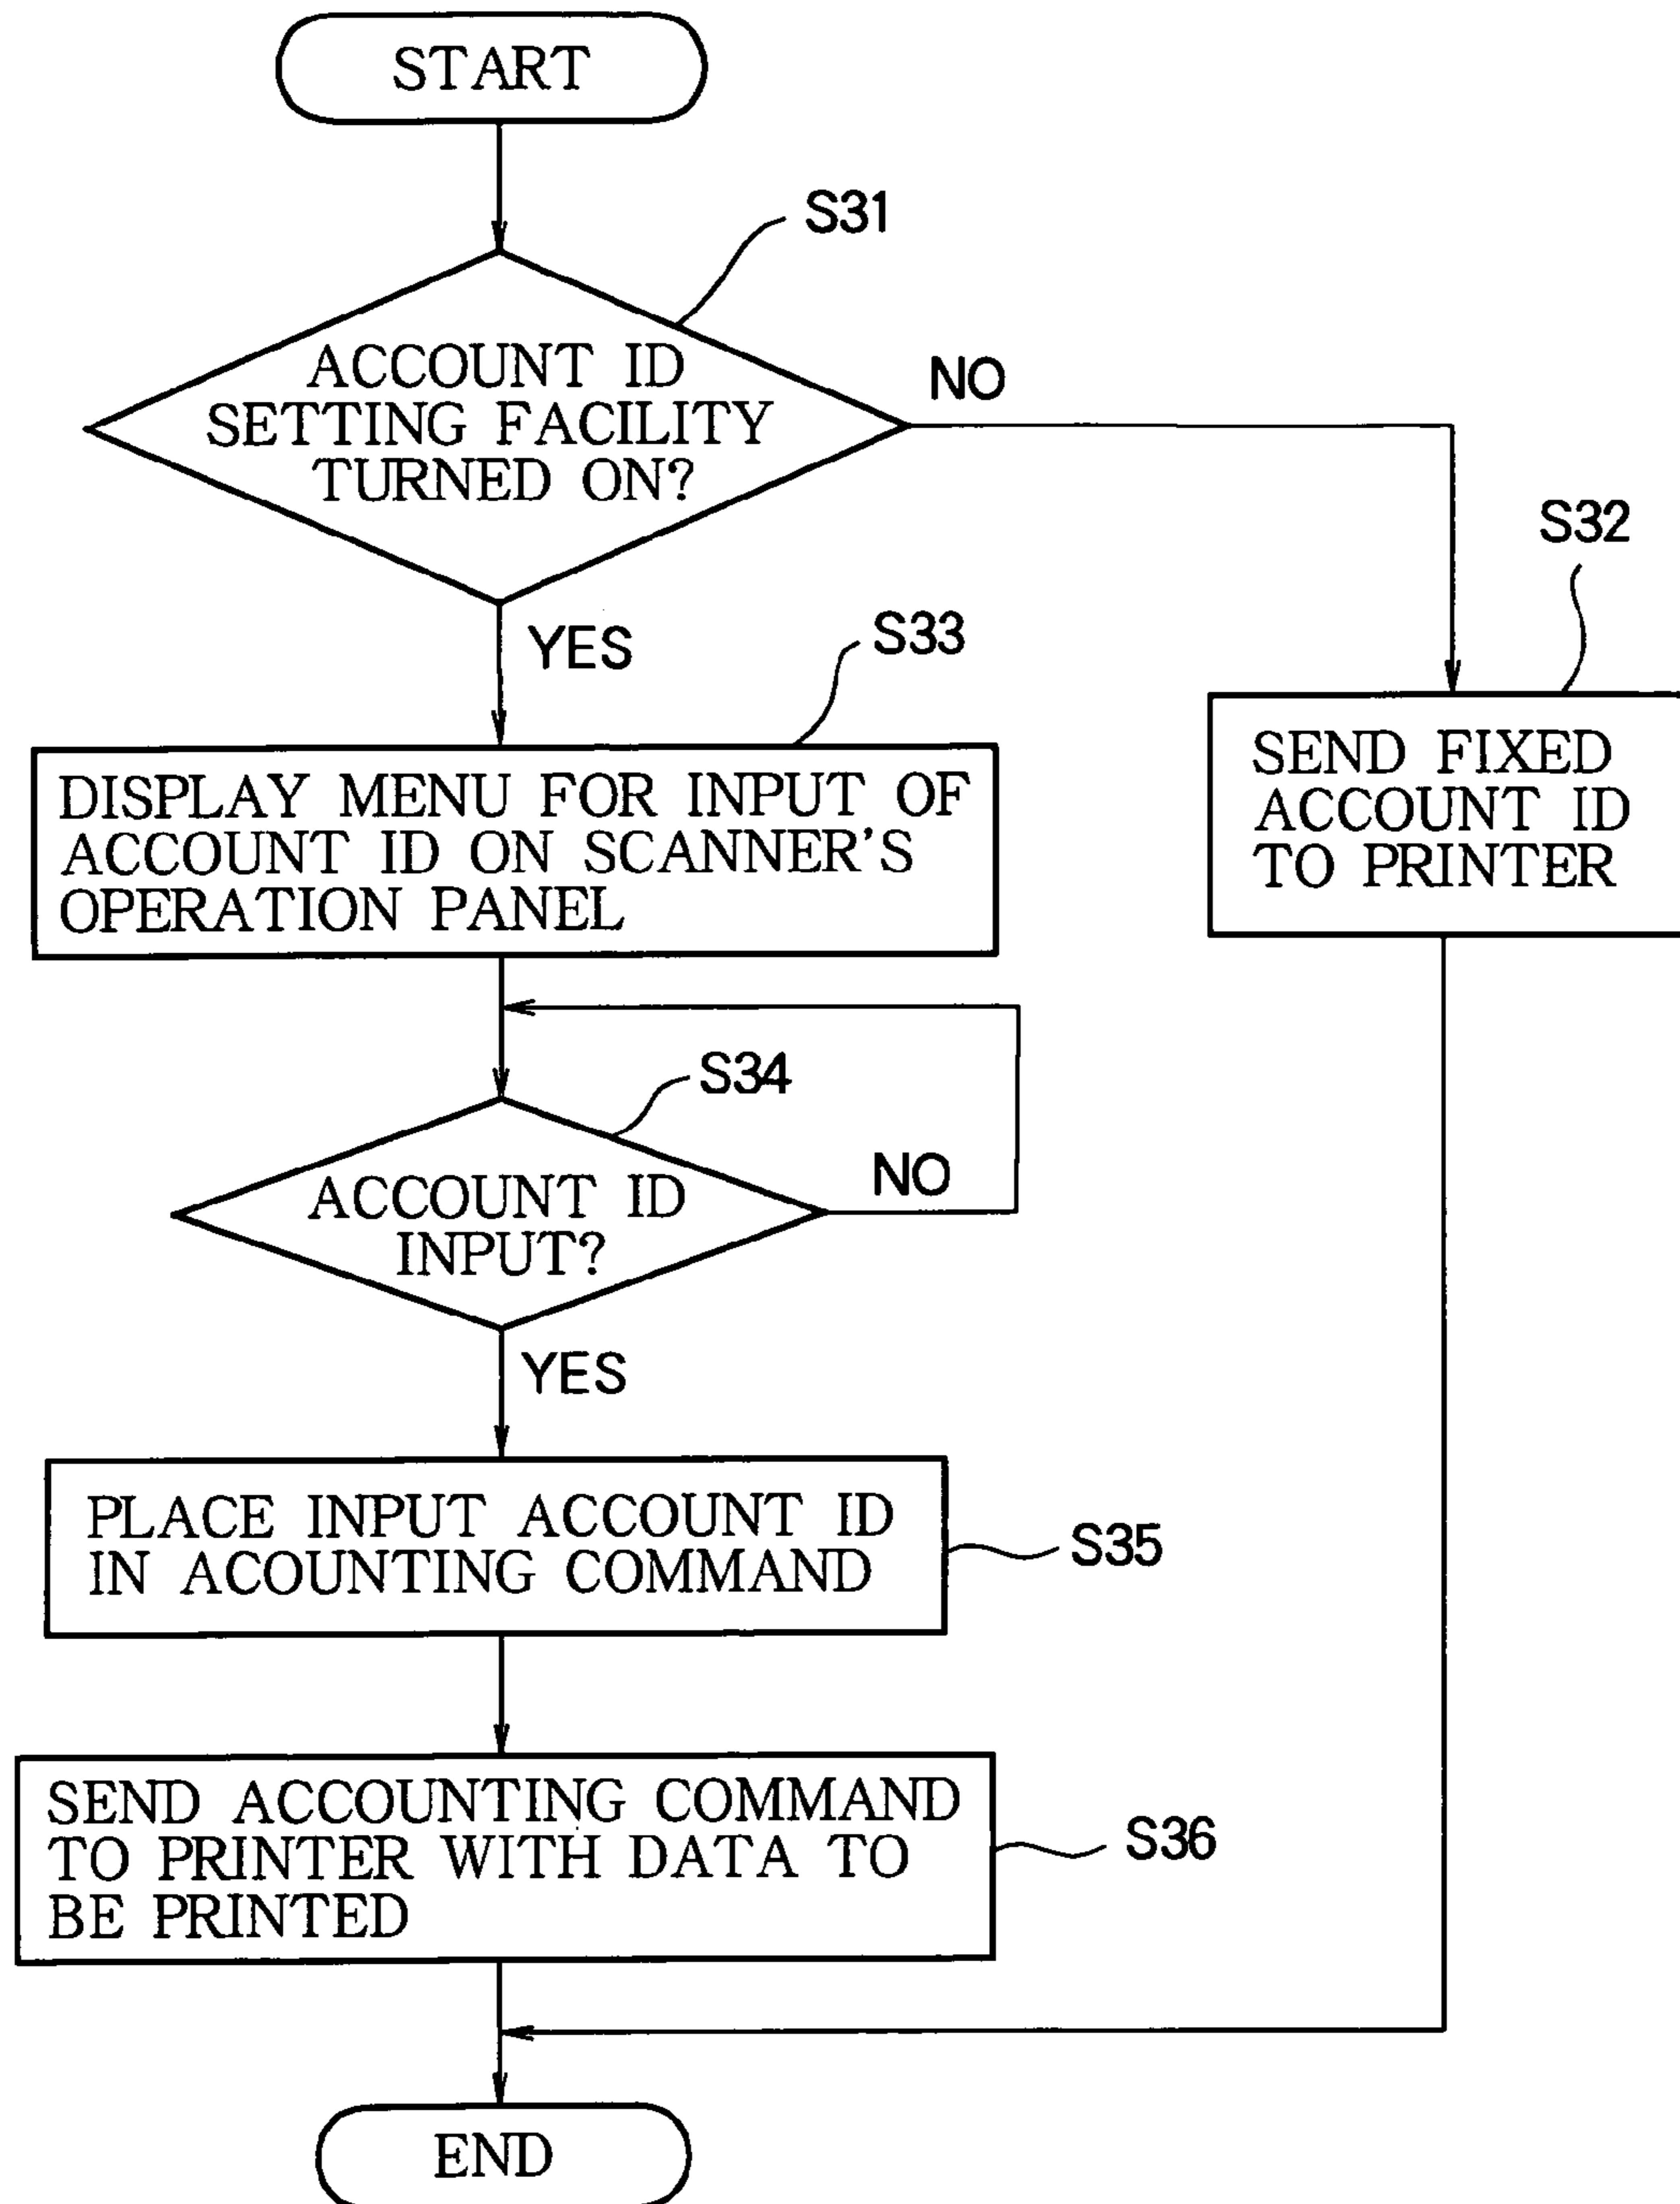 START
S31
ACCOUNT ID
SETTING FACILITY
TURNED ON?
NO
S32
SEND FIXED
ACCOUNT ID
TO PRINTER
YES
S33
DISPLAY MENU FOR INPUT OF
ACCOUNT ID ON SCANNER'S
OPERATION PANEL
S34
ACCOUNT ID
INPUT?
NO
YES
PLACE INPUT ACCOUNT ID
IN ACOUNTING COMMAND
S35
SEND ACCOUNTING COMMAND
TO PRINTER WITH DATA TO
BE PRINTED
S36
END